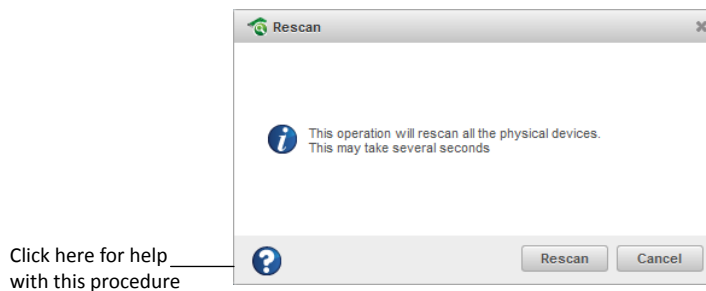 Rescan
This operation will rescan all the physical devices.
This may take several seconds
Click here for help
with this procedure
Rescan Cancel